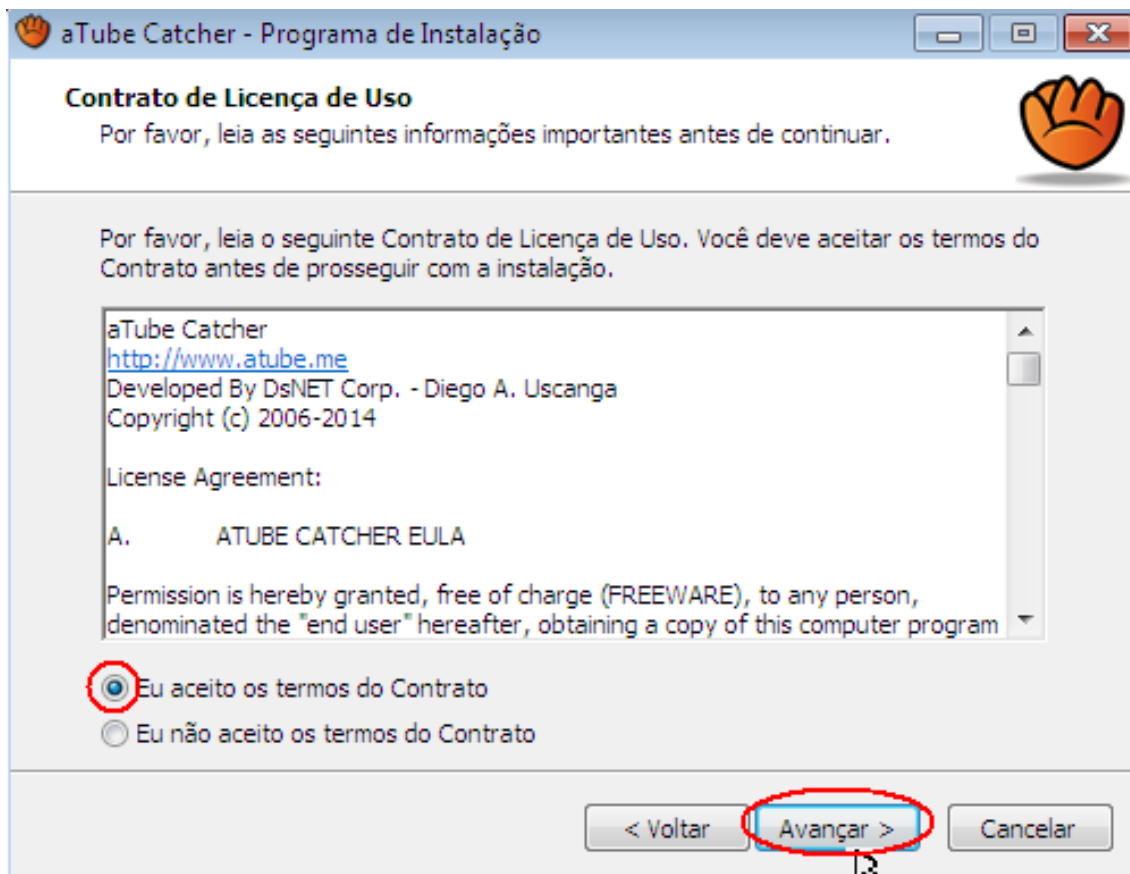 aTube Catcher - Programa de Instalação
Contrato de Licença de Uso
Por favor, leia as seguintes informações importantes antes de continuar.
Por favor, leia o seguinte Contrato de Licença de Uso. Você deve aceitar os termos do
Contrato antes de prosseguir com a instalação.
aTube Catcher
http://www.atube.me
Developed By DsNET Corp. - Diego A. Uscanga
Copyright (c) 2006-2014
License Agreement:
A. ATUBE CATCHER EULA
Permission is hereby granted, free of charge (FREEWARE), to any person,
denominated the "end user" hereafter, obtaining a copy of this computer program
Eu aceito os termos do Contrato
Eu não aceito os termos do Contrato
< Voltar Avançar > Cancelar